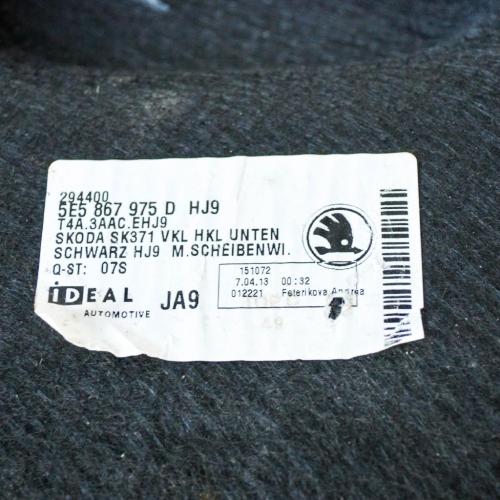 294400
5E5 867 975 D HJ9
T4A.3AAC.EHJ9
SKODA SK371 VKL HKL UNTEN
SCHWARZ HJ9 M.SCHEIBENWI.
Q-ST: 07S
iDEAL JA9
AUTOMOTIVE
151072
7.04.13 00:32
012221 Peterikova Andrea